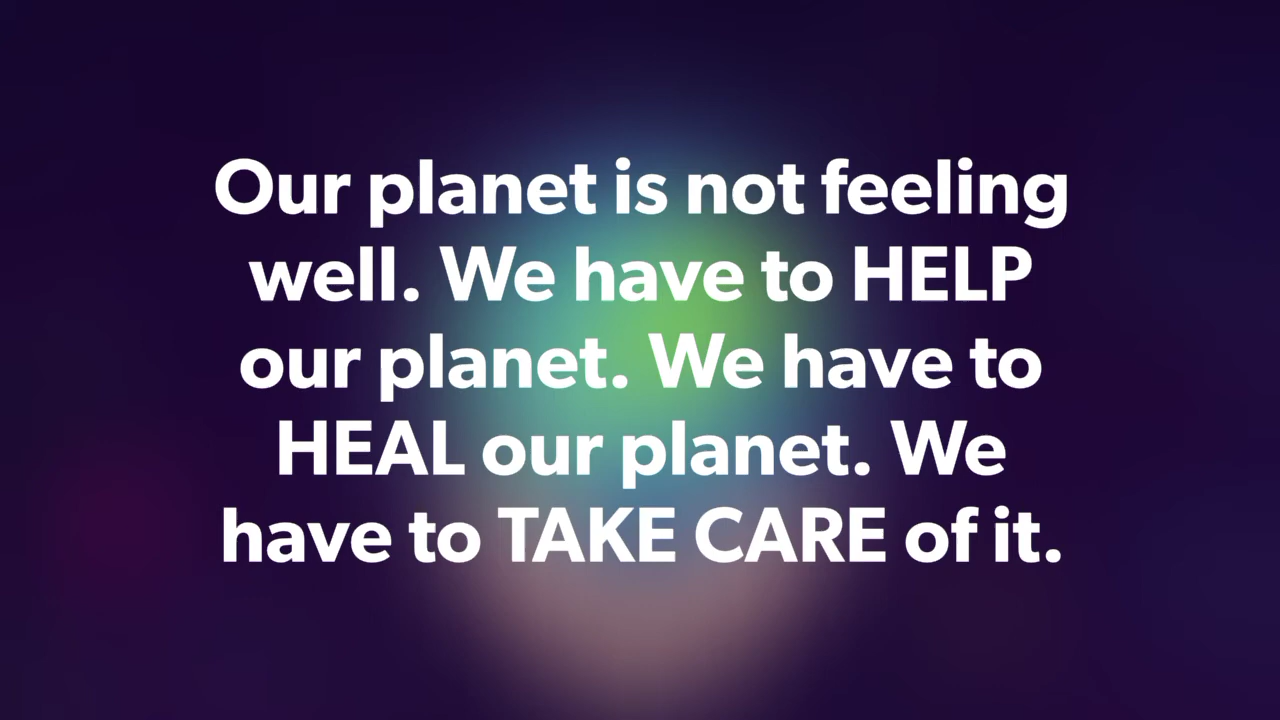 Our planet is not feeling
well. We have to HELP
our planet. We have to
HEAL our planet. We
have to TAKE CARE of it.